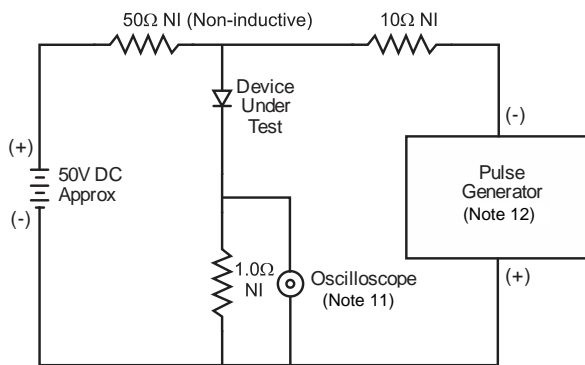 50Ω NI (Non-inductive)
10Ω NI
Device
Under
Test
(-)
(+)
50V DC
Approx
(-)
Pulse
Generator
(Note 12)
1.0Ω
NI
Oscilloscope
(Note 11)
(+)